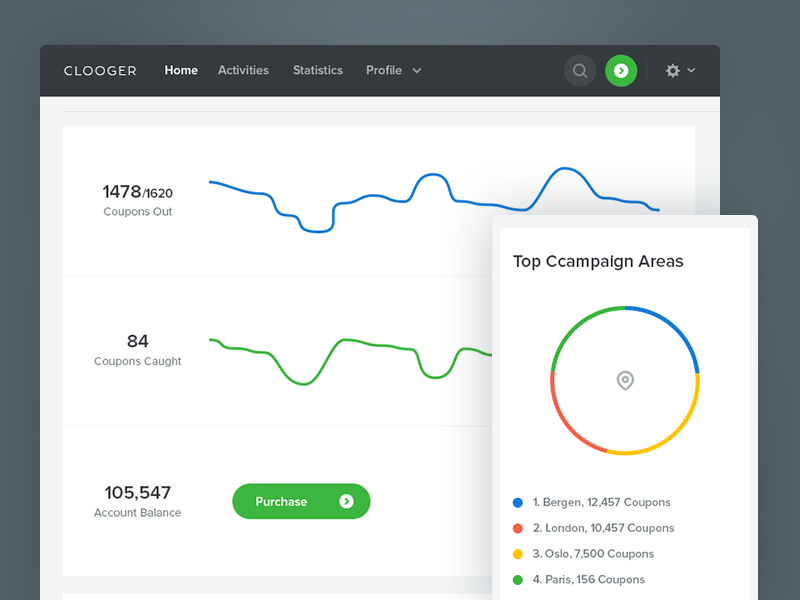 CLOOGER Home Activities Statistics Profile
1478/1620
Coupons Out
84
Coupons Caught
105,547
Account Balance
Purchase
Top Ccampaign Areas
1. Bergen, 12,457 Coupons
2. London, 10,457 Coupons
3. Oslo, 7,500 Coupons
4. Paris, 156 Coupons